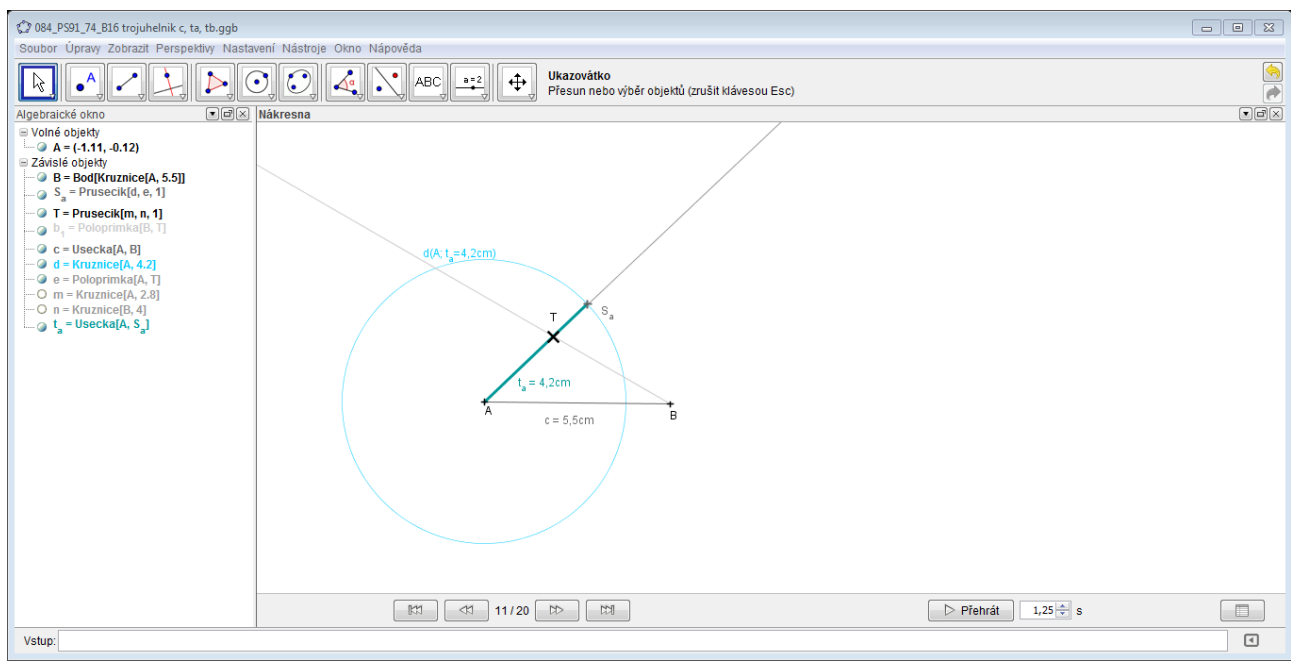 084_PS91_74_B16 trojuhelnik c, ta, tb.ggb
Soubor Úpravy Zobrazit Perspektivy Nastavení Nástroje Okno Nápověda
A
α
ABC
a=2
Ukazovátko
Přesun nebo výběr objektů (zrušit klávesou Esc)
Algebraické okno
Nákresna
Volné objekty
A = (-1.11, -0.12)
Závislé objekty
B = Bod[Kruznice[A, 5.5]]
Sa = Prusecik[d, e, 1]
T = Prusecik[m, n, 1]
b1 = Poloprimka[B, T]
c = Usecka[A, B]
d = Kruznice[A, 4.2]
e = Poloprimka[A, T]
m = Kruznice[A, 2.8]
n = Kruznice[B, 4]
ta = Usecka[A, Sa]
d(A; ta=4,2cm)
T
Sa
ta = 4,2cm
A
B
c = 5,5cm
11 / 20
Přehrát
1,25
s
Vstup: